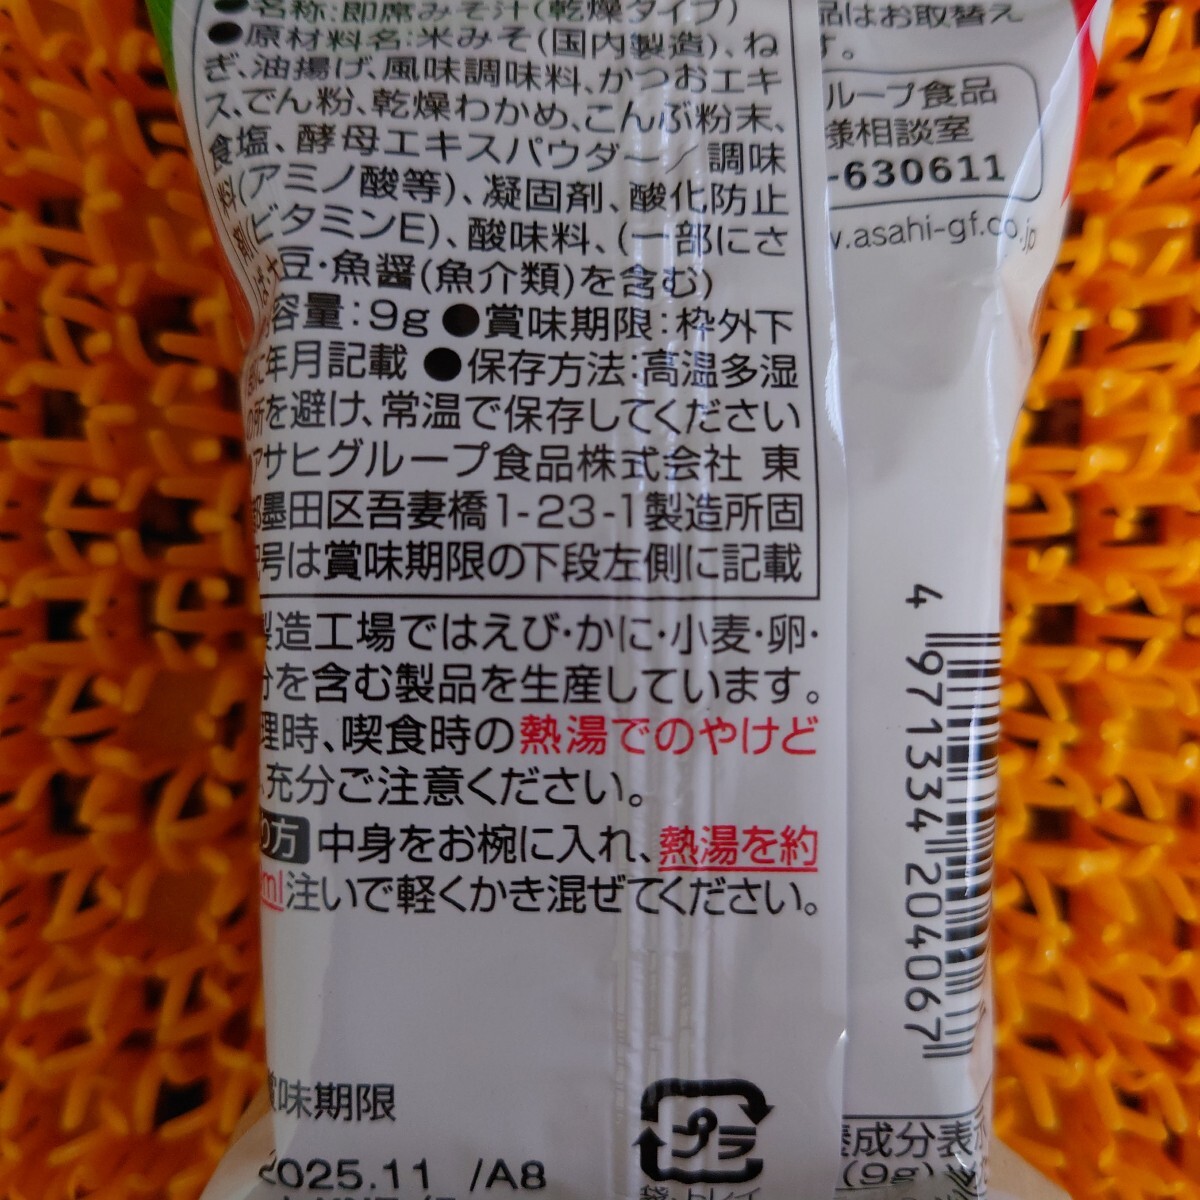 ●名称:即席みそ汁(乾燥タイプ)
●原材料名:米みそ(国内製造)、ね
ぎ、油揚げ、風味調味料、かつおエキ
ス、でん粉、乾燥わかめ、こんぶ粉末、
食塩、酵母エキスパウダー/調味
料(アミノ酸等)、凝固剤、酸化防止
剤(ビタミンE)、酸味料、(一部にさ
豆・魚醤(魚介類)を含む)
容量:9g ●賞味期限:枠外下
に年月記載 ●保存方法:高温多湿
所を避け、常温で保存してください
アサヒグループ食品株式会社 東
都墨田区吾妻橋1-23-1製造所固
号は賞味期限の下段左側に記載
製造工場ではえび・かに・小麦・卵・
分を含む製品を生産しています。
理時、喫食時の熱湯でのやけど
充分ご注意ください。
方 中身をお椀に入れ、熱湯を約
ml注いで軽くかき混ぜてください。
賞味期限
2025.11 /A8
プラ
品はお取替え
す。
ループ食品
様相談室
-630611
w.asahi-gf.co.jp
4 971334 204067
養成分表示
(9g)